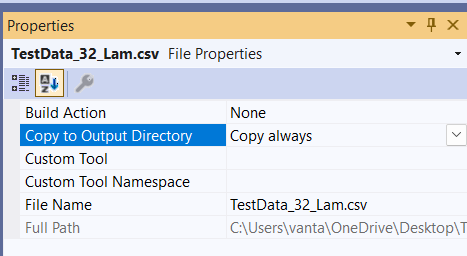 Properties
TestData_32_Lam.csv File Properties
Build Action None
Copy to Output Directory Copy always
Custom Tool
Custom Tool Namespace
File Name TestData_32_Lam.csv
Full Path C:\Users\vanta\OneDrive\Desktop\T